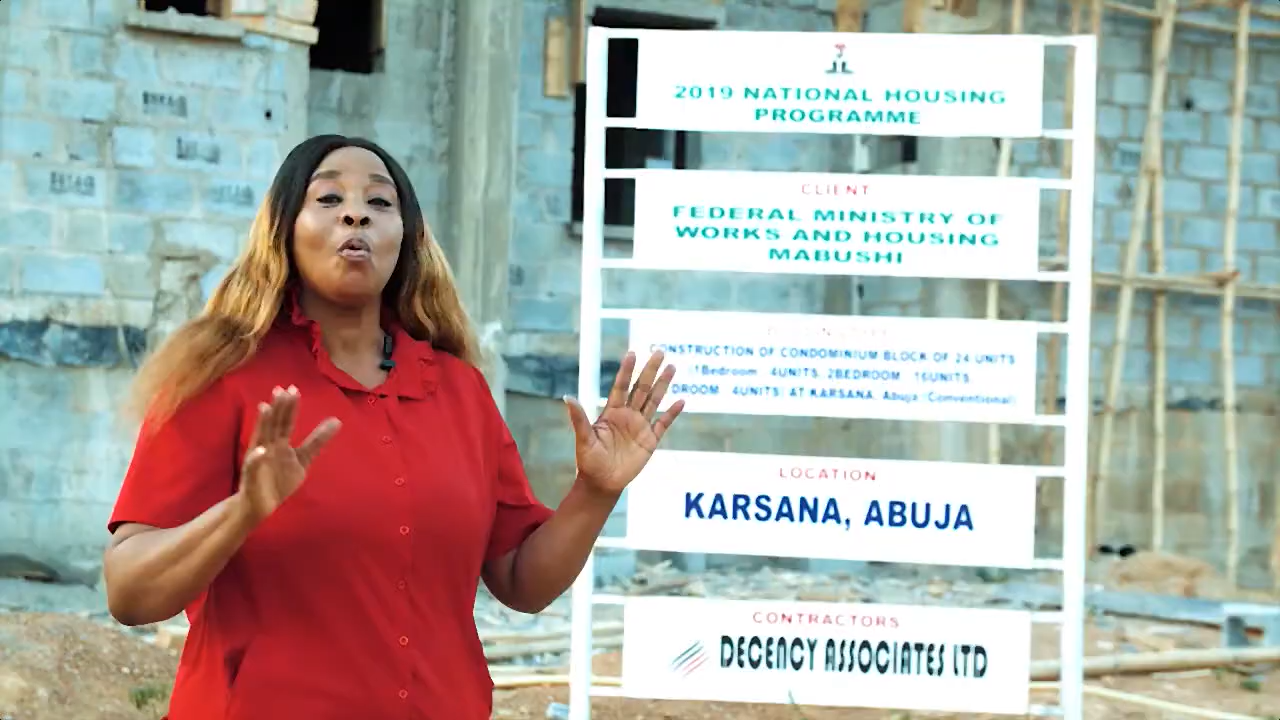 2019 NATIONAL HOUSING
PROGRAMME
CLIENT
FEDERAL MINISTRY OF
WORKS AND HOUSING
MABUSHI
CONSTRUCTION OF CONDOMINIUM BLOCK OF 24 UNITS
(1Bedroom 4UNITS, 2BEDROOM 16UNITS
DROOM 4UNITS) AT KARSANA, Abuja (Conventional)
LOCATION
KARSANA, ABUJA
CONTRACTORS
DECENCY ASSOCIATES LTD